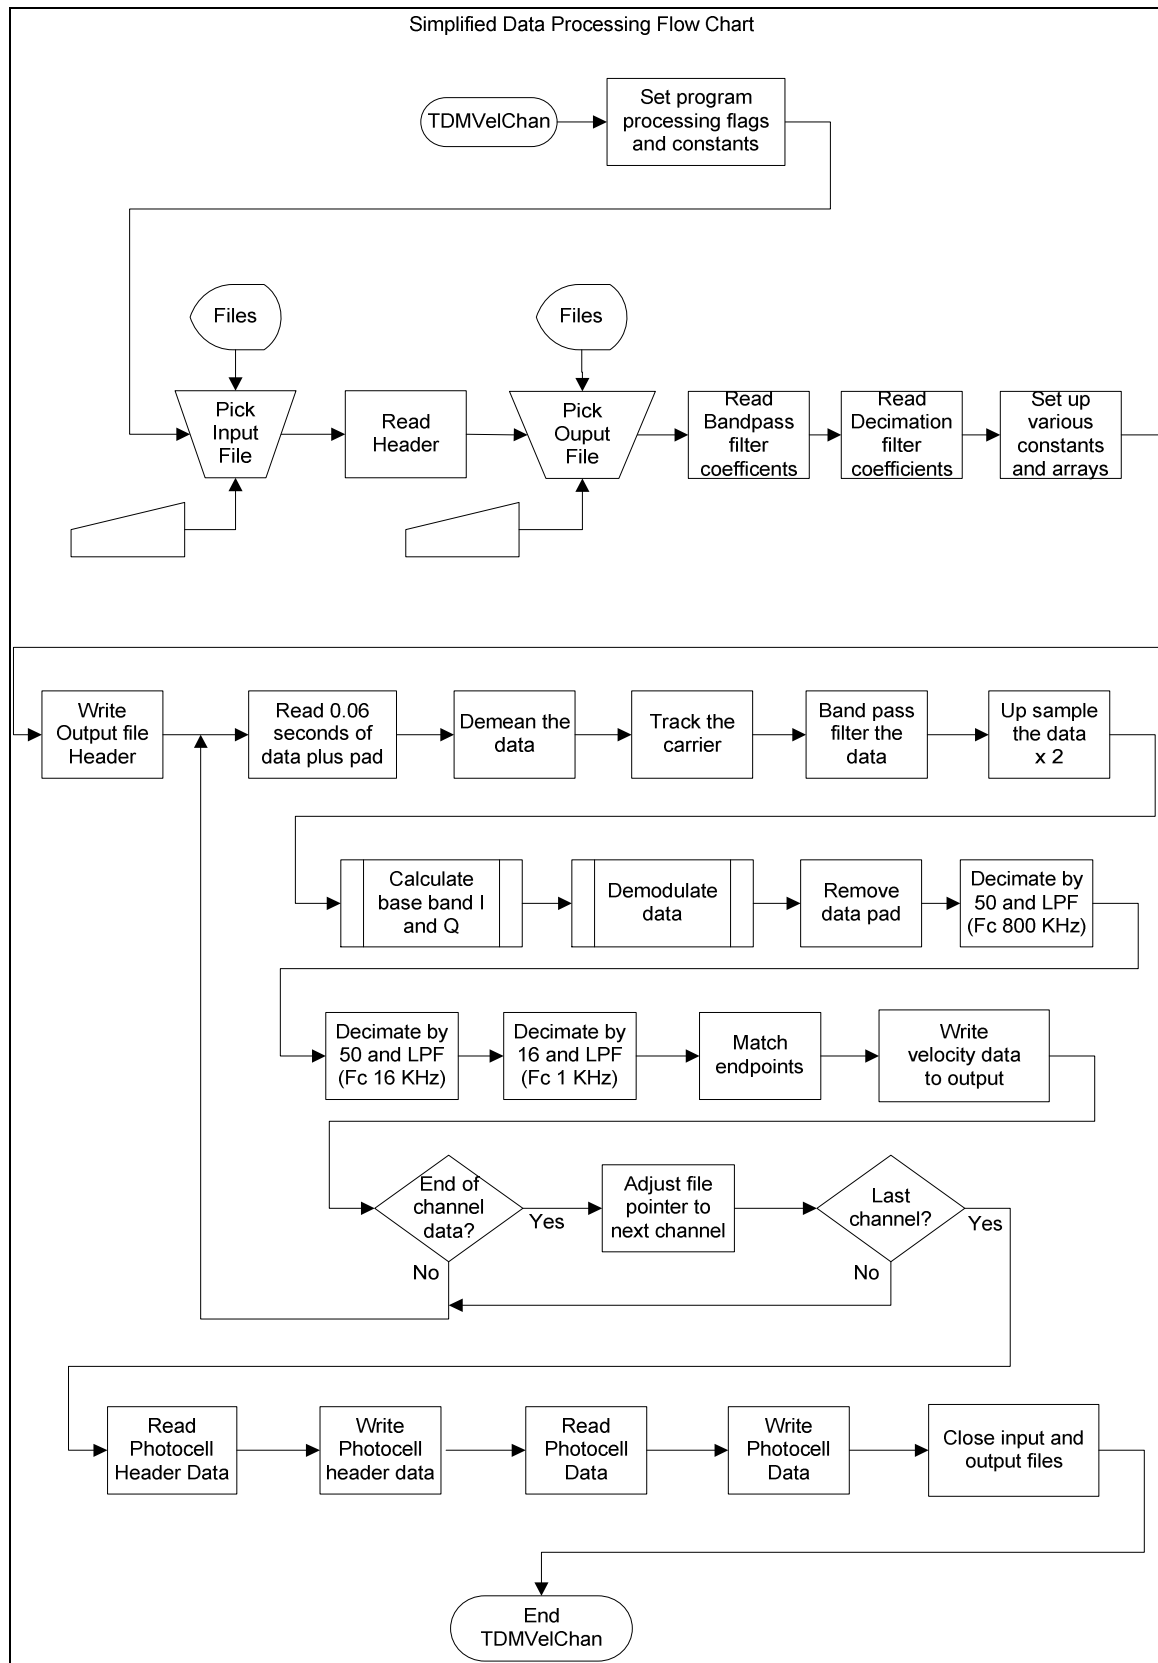 Simplified Data Processing Flow Chart
TDMVelChan
Set program
processing flags
and constants
Files
Files
Pick
Input
File
Read
Header
Pick
Ouput
File
Read
Bandpass
filter
coefficents
Read
Decimation
filter
coefficients
Set up
various
constants
and arrays
Write
Output file
Header
Read 0.06
seconds of
data plus pad
Demean the
data
Track the
carrier
Band pass
filter the
data
Up sample
the data
x 2
Calculate
base band I
and Q
Demodulate
data
Remove
data pad
Decimate by
50 and LPF
(Fc 800 KHz)
Decimate by
50 and LPF
(Fc 16 KHz)
Decimate by
16 and LPF
(Fc 1 KHz)
Match
endpoints
Write
velocity data
to output
End of
channel
data?
Yes
No
Adjust file
pointer to
next channel
Last
channel?
Yes
No
Read
Photocell
Header Data
Write
Photocell
header data
Read
Photocell
Data
Write
Photocell
Data
Close input and
output files
End
TDMVelChan